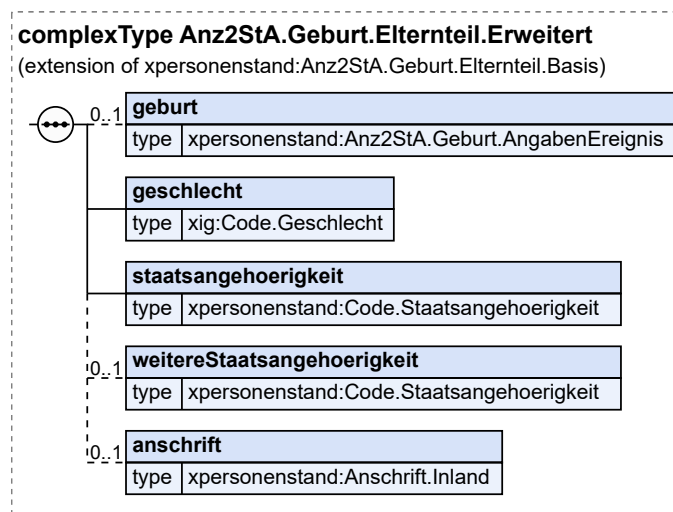 complexType Anz2StA.Geburt.Elternteil.Erweitert
(extension of xpersonenstand:Anz2StA.Geburt.Elternteil.Basis)
0..1 geburt
type xpersonenstand:Anz2StA.Geburt.AngabenEreignis
geschlecht
type xig:Code.Geschlecht
staatsangehoerigkeit
type xpersonenstand:Code.Staatsangehoerigkeit
0..1 weitereStaatsangehoerigkeit
type xpersonenstand:Code.Staatsangehoerigkeit
0..1 anschrift
type xpersonenstand:Anschrift.Inland